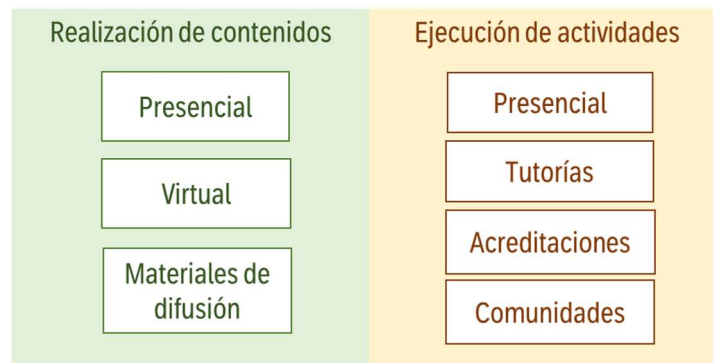 Realización de contenidos
Presencial
Virtual
Materiales de
difusión
Ejecución de actividades
Presencial
Tutorías
Acreditaciones
Comunidades